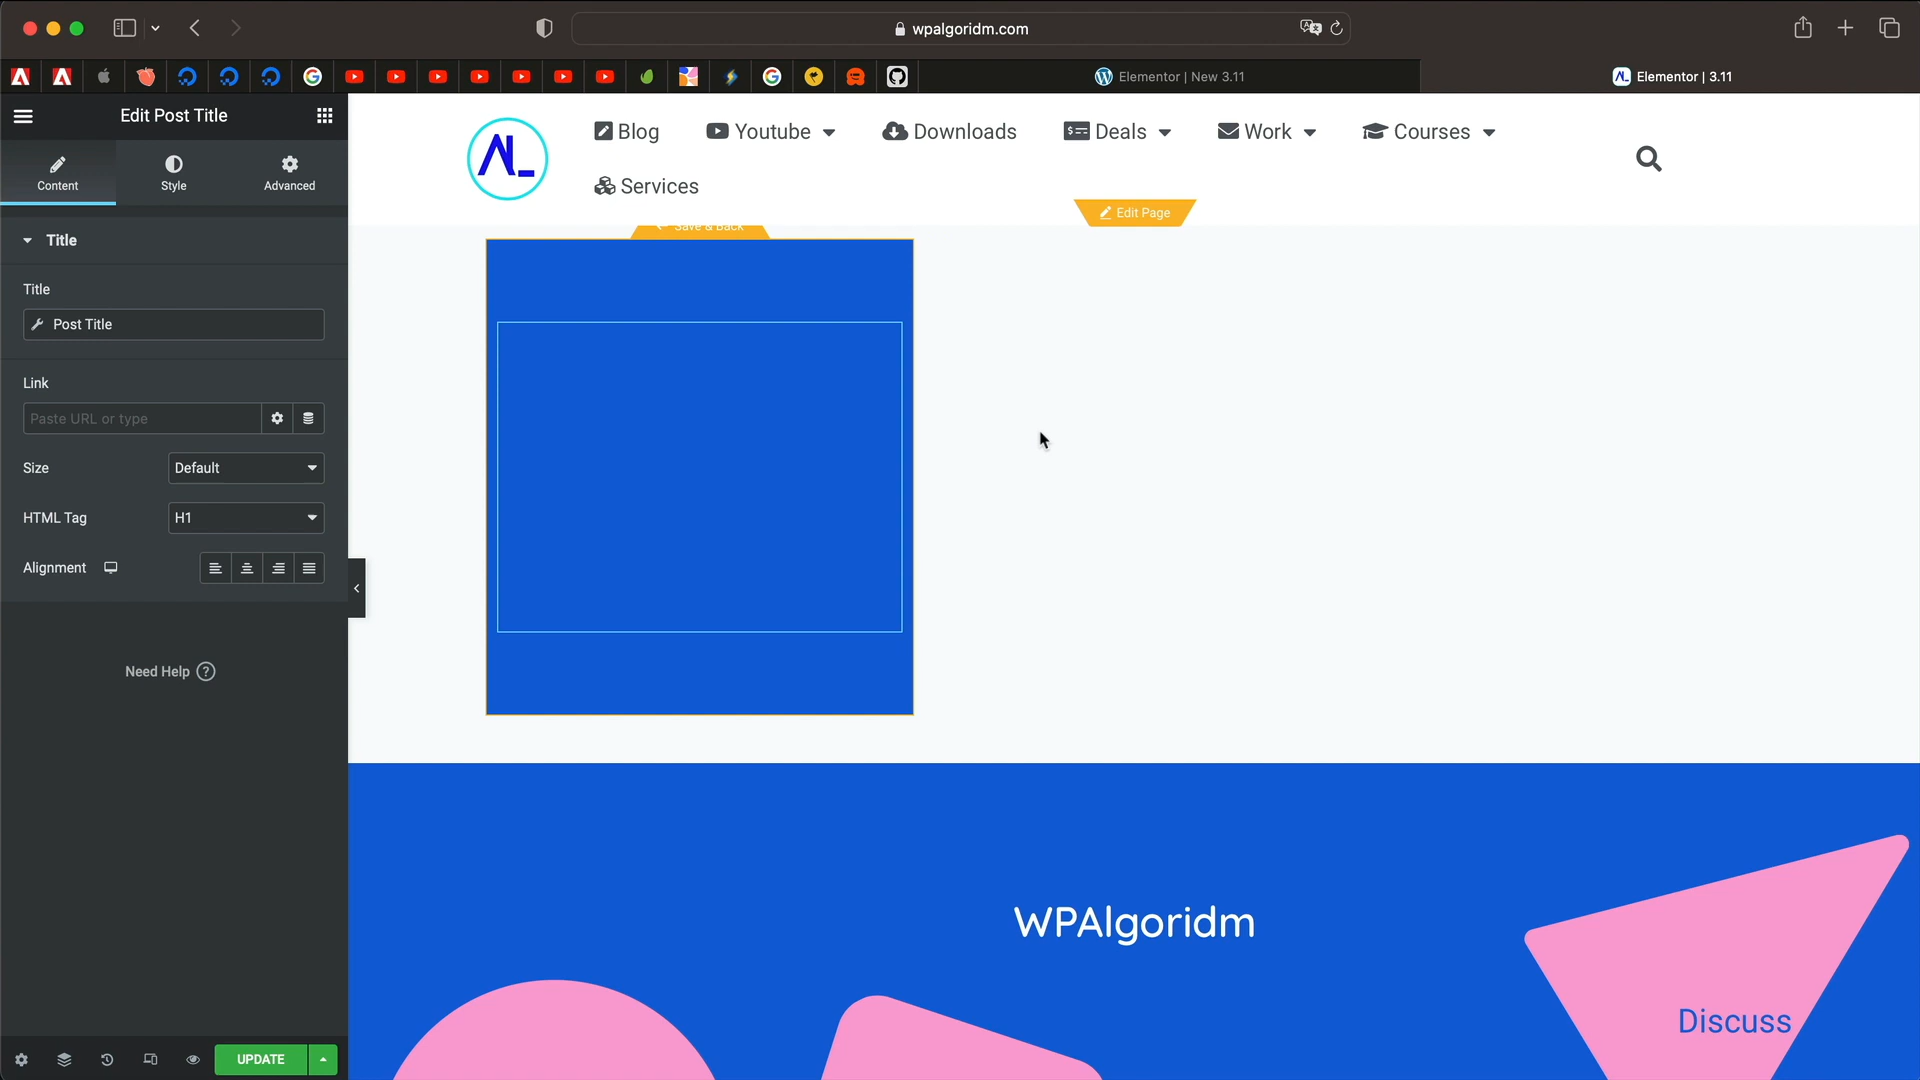 wpalgoridm.com
Elementor | New 3.11
Elementor | 3.11
Edit Post Title
Content
Style
Advanced
Title
Title
Post Title
Link
Paste URL or type
Size
Default
HTML Tag
H1
Alignment
Need Help
UPDATE
Blog
Youtube
Downloads
Deals
Work
Courses
Services
Edit Page
Save & Back
WPAlgoridm
Discuss